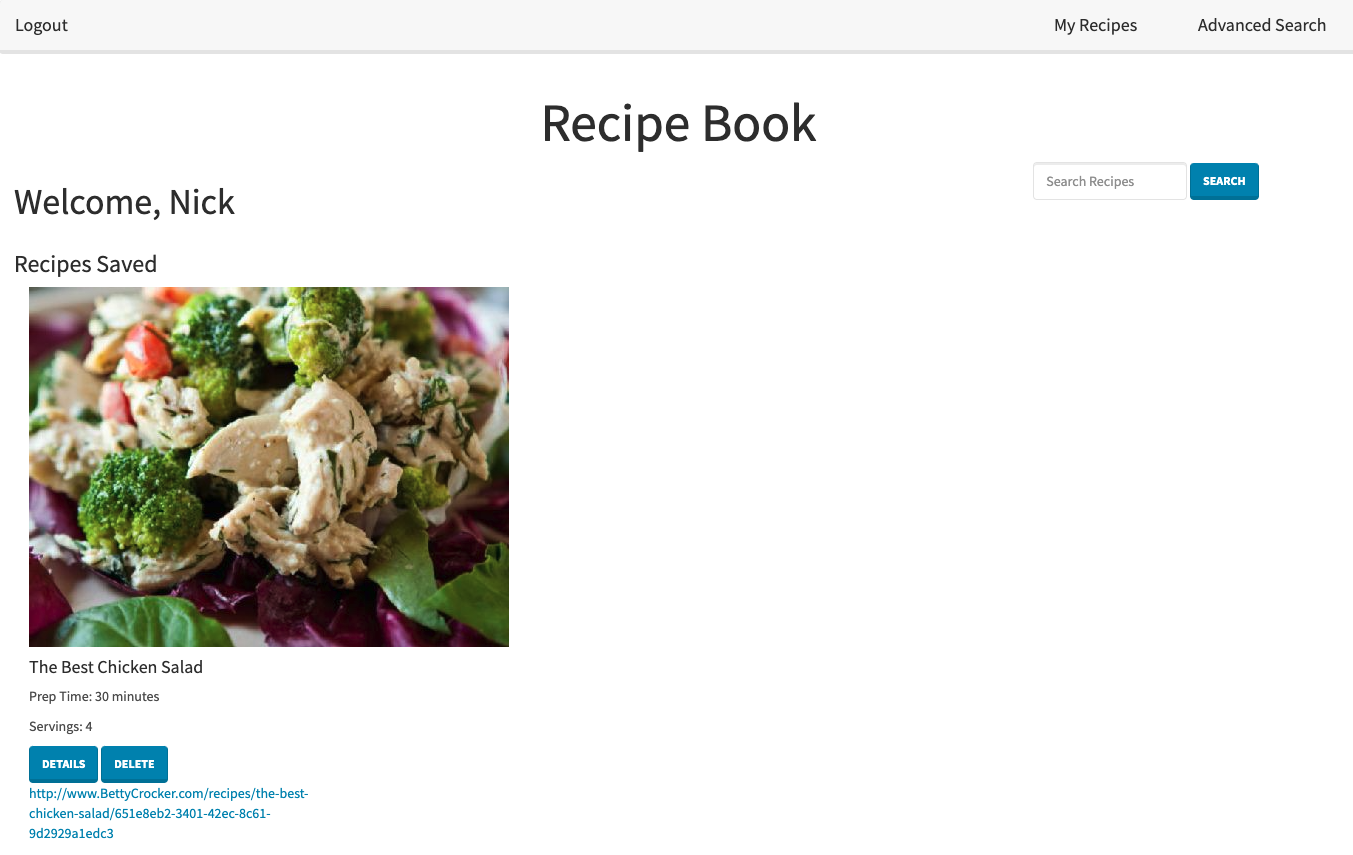 Logout
My Recipes
Advanced Search
Recipe Book
Search Recipes
SEARCH
Welcome, Nick
Recipes Saved
The Best Chicken Salad
Prep Time: 30 minutes
Servings: 4
DETAILS
DELETE
http://www.BettyCrocker.com/recipes/the-best-
chicken-salad/651e8eb2-3401-42ec-8c61-
9d2929a1edc3